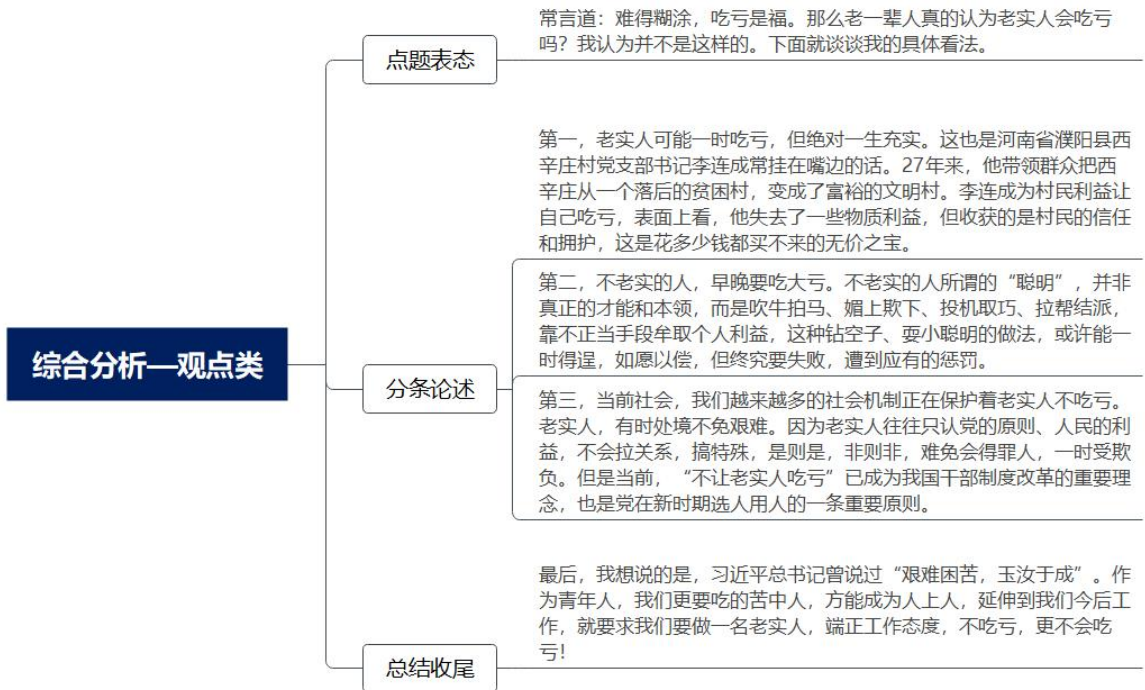 常言道：难得糊涂，吃亏是福。那么老一辈人真的认为老实人会吃亏
吗？我认为并不是这样的。下面就谈谈我的具体看法。
点题表态
第一，老实人可能一时吃亏，但绝对一生充实。这也是河南省濮阳县西
辛庄村党支部书记李连成常挂在嘴边的话。27年来，他带领群众把西
辛庄从一个落后的贫困村，变成了富裕的文明村。李连成为村民利益让
自己吃亏，表面上看，他失去了一些物质利益，但收获的是村民的信任
和拥护，这是花多少钱都买不来的无价之宝。
第二，不老实的人，早晚要吃大亏。不老实的人所谓的“聪明”，并非
真正的才能和本领，而是吹牛拍马、媚上欺下、投机取巧、拉帮结派，
靠不正当手段牟取个人利益，这种钻空子、耍小聪明的做法，或许能一
时得逞，如愿以偿，但终究要失败，遭到应有的惩罚。
综合分析—观点类
分条论述
第三，当前社会，我们越来越多的社会机制正在保护着老实人不吃亏。
老实人，有时处境不免艰难。因为老实人往往只认党的原则、人民的利
益，不会拉关系，搞特殊，是则是，非则非，难免会得罪人，一时受欺
负。但是当前，“不让老实人吃亏”已成为我国干部制度改革的重要理
念，也是党在新时期选人用人的一条重要原则。
最后，我想说的是，习近平总书记曾说过“艰难困苦，玉汝于成”。作
为青年人，我们更要吃的苦中人，方能成为人上人，延伸到我们今后工
作，就要求我们要做一名老实人，端正工作态度，不吃亏，更不会吃
亏！
总结收尾